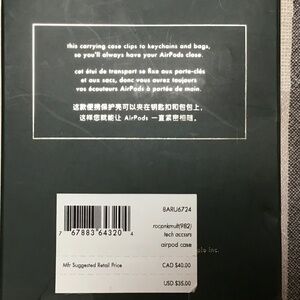 this carrying case clips to keychains and bags,
so you'll always have your AirPods close.
cet étui de transport se fixe aux porte-clés
et aux sacs, donc vous aurez toujours
vos écouteurs AirPods à portée de main.
这款便携保护壳可以夹在钥匙扣和包包上，
这样您就能让 AirPods 一直紧密相随。
8ARU6724
rocpnkmult(982)
tech accssrs
airpod case
7 67883 64320 4
inc.
Mfr Suggested Retail Price
CAD $40.00
USD $35.00